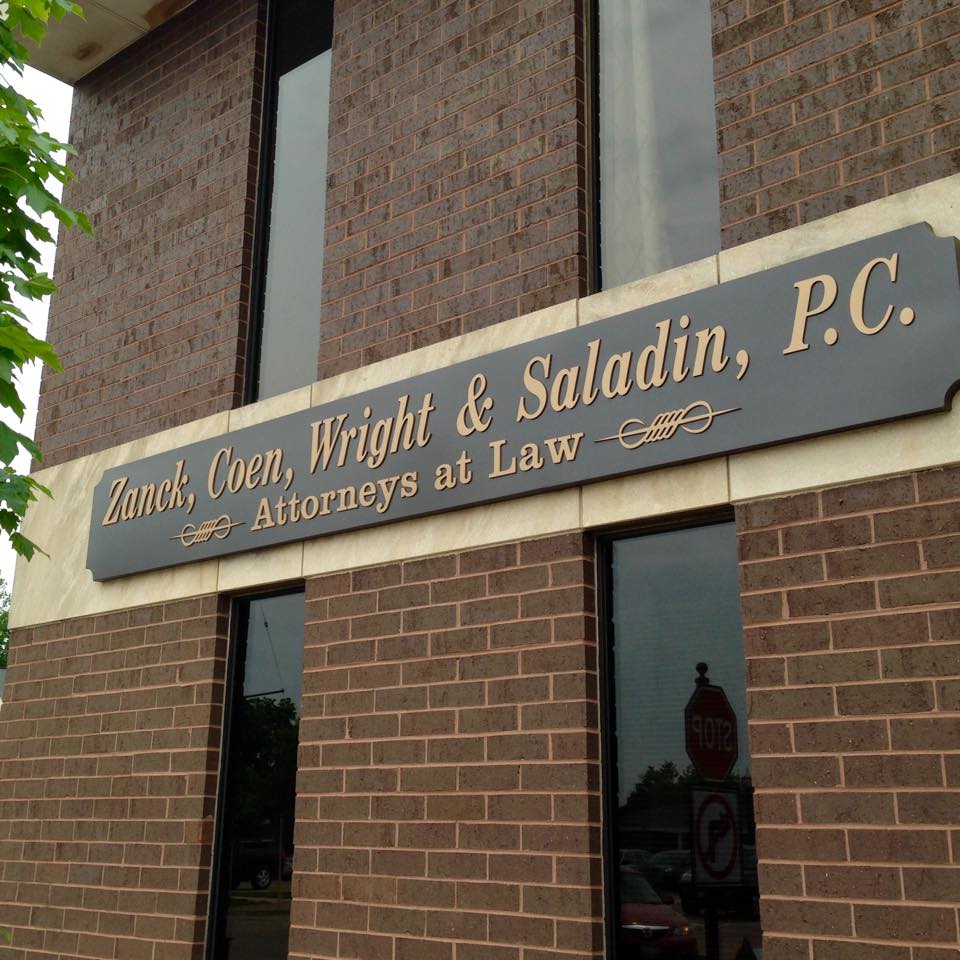 Zanck, Coen, Wright & Saladin, P.C.
Attorneys at Law
STOP